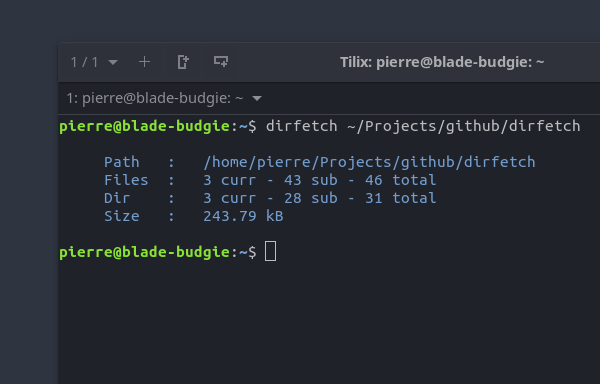 1 / 1 Tilix: pierre@blade-budgie: ~
1: pierre@blade-budgie: ~
pierre@blade-budgie:~$ dirfetch ~/Projects/github/dirfetch
Path : /home/pierre/Projects/github/dirfetch
Files : 3 curr - 43 sub - 46 total
Dir : 3 curr - 28 sub - 31 total
Size : 243.79 kB
pierre@blade-budgie:~$